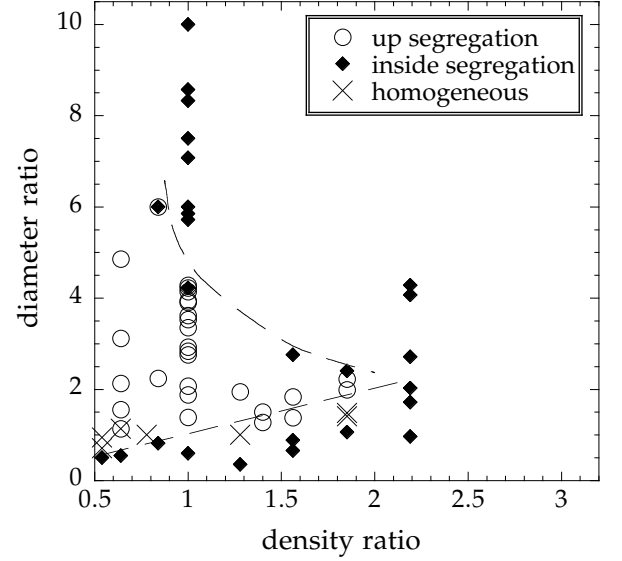 10
8
6
4
2
0
0.5
1
1.5
2
2.5
3
diameter ratio
density ratio
up segregation
inside segregation
homogeneous